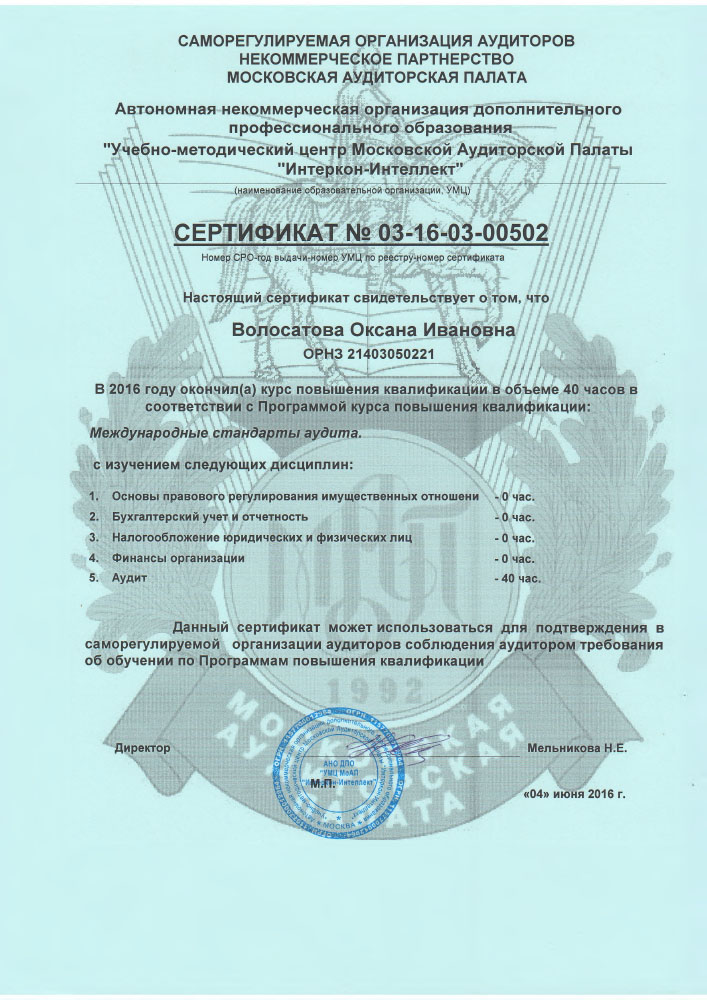 САМОРЕГУЛИРУЕМАЯ ОРГАНИЗАЦИЯ АУДИТОРОВ
НЕКОММЕРЧЕСКОЕ ПАРТНЕРСТВО
МОСКОВСКАЯ АУДИТОРСКАЯ ПАЛАТА
Автономная некоммерческая организация дополнительного
профессионального образования
"Учебно-методический центр Московской Аудиторской Палаты
"Интеркон-Интеллект"
(наименование образовательной организации, УМЦ)
СЕРТИФИКАТ № 03-16-03-00502
Номер СРО-год выдачи-номер УМЦ по реестру-номер сертификата
Настоящий сертификат свидетельствует о том, что
Волосатова Оксана Ивановна
ОРНЗ 21403050221
В 2016 году окончил(а) курс повышения квалификации в объеме 40 часов в
соответствии с Программой курса повышения квалификации:
Международные стандарты аудита.
с изучением следующих дисциплин:
1. Основы правового регулирования имущественных отношени - 0 час.
2. Бухгалтерский учет и отчетность - 0 час.
3. Налогообложение юридических и физических лиц - 0 час.
4. Финансы организации - 0 час.
5. Аудит - 40 час.
МАП
Данный сертификат может использоваться для подтверждения в
саморегулируемой организации аудиторов соблюдения аудитором требования
об обучении по Программам повышения квалификации
1992
МОСКОВСКАЯ
АУДИТОРСКАЯ
ПАЛАТА
Директор Мельникова Н.Е.
АНО ДПО
"УМЦ МоАП
"Интеркон-Интеллект"
М.П.
МОСКВА
«04» июня 2016 г.